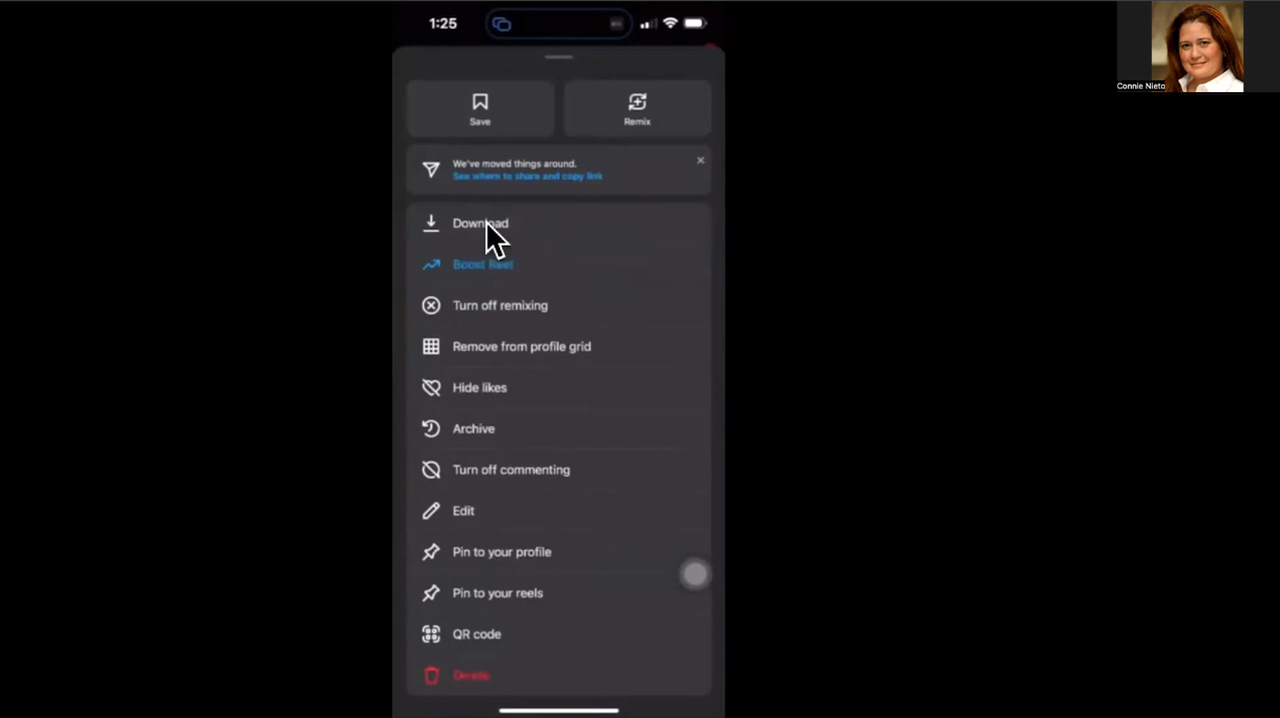 1:25
Connie Nieto
Save
Remix
We've moved things around.
See where to share and copy link
Download
Boost Reel
Turn off remixing
Remove from profile grid
Hide likes
Archive
Turn off commenting
Edit
Pin to your profile
Pin to your reels
QR code
Delete